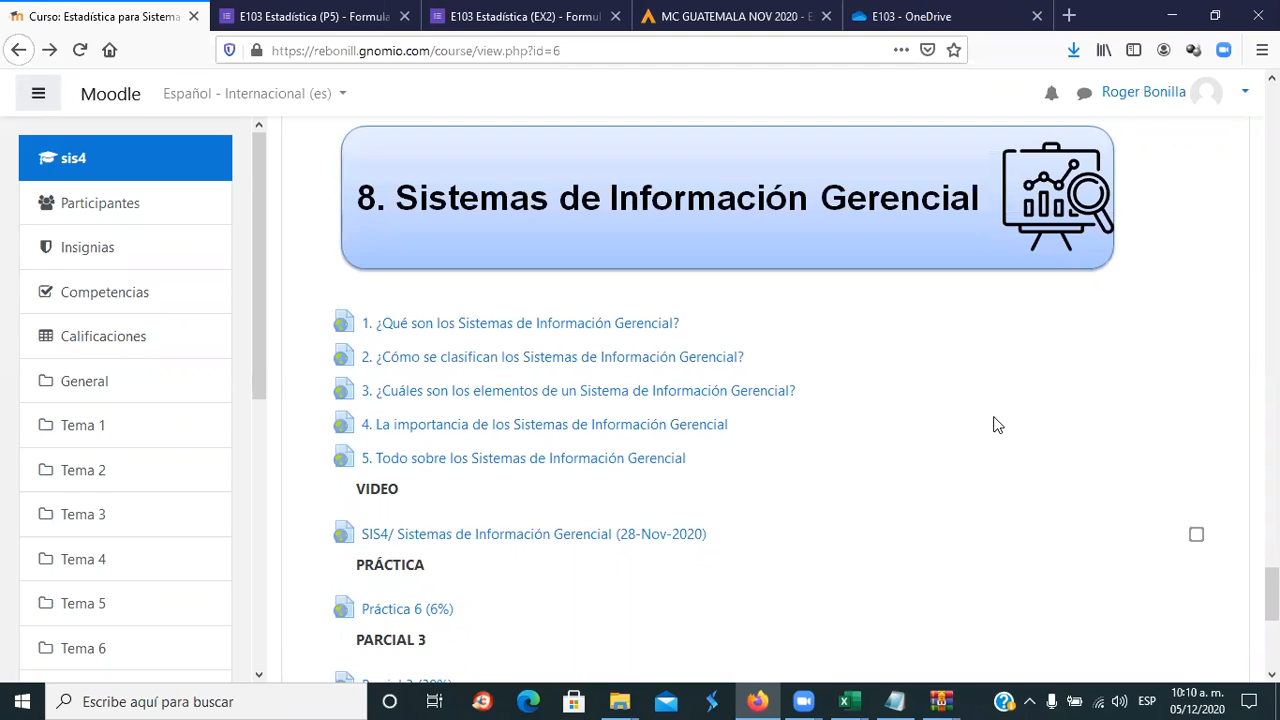 Curso: Estadística para Sistema
E103 Estadística (P5) - Formula
E103 Estadística (EX2) - Formul
MC GUATEMALA NOV 2020 - E
E103 - OneDrive
https://rebonill.gnomio.com/course/view.php?id=6
Moodle
Español - Internacional (es)
Roger Bonilla
sis4
Participantes
Insignias
Competencias
Calificaciones
General
Tema 1
Tema 2
Tema 3
Tema 4
Tema 5
Tema 6
8. Sistemas de Información Gerencial
1. ¿Qué son los Sistemas de Información Gerencial?
2. ¿Cómo se clasifican los Sistemas de Información Gerencial?
3. ¿Cuáles son los elementos de un Sistema de Información Gerencial?
4. La importancia de los Sistemas de Información Gerencial
5. Todo sobre los Sistemas de Información Gerencial
VIDEO
SIS4/ Sistemas de Información Gerencial (28-Nov-2020)
PRÁCTICA
Práctica 6 (6%)
PARCIAL 3
Escribe aquí para buscar
ESP
10:10 a. m.
05/12/2020